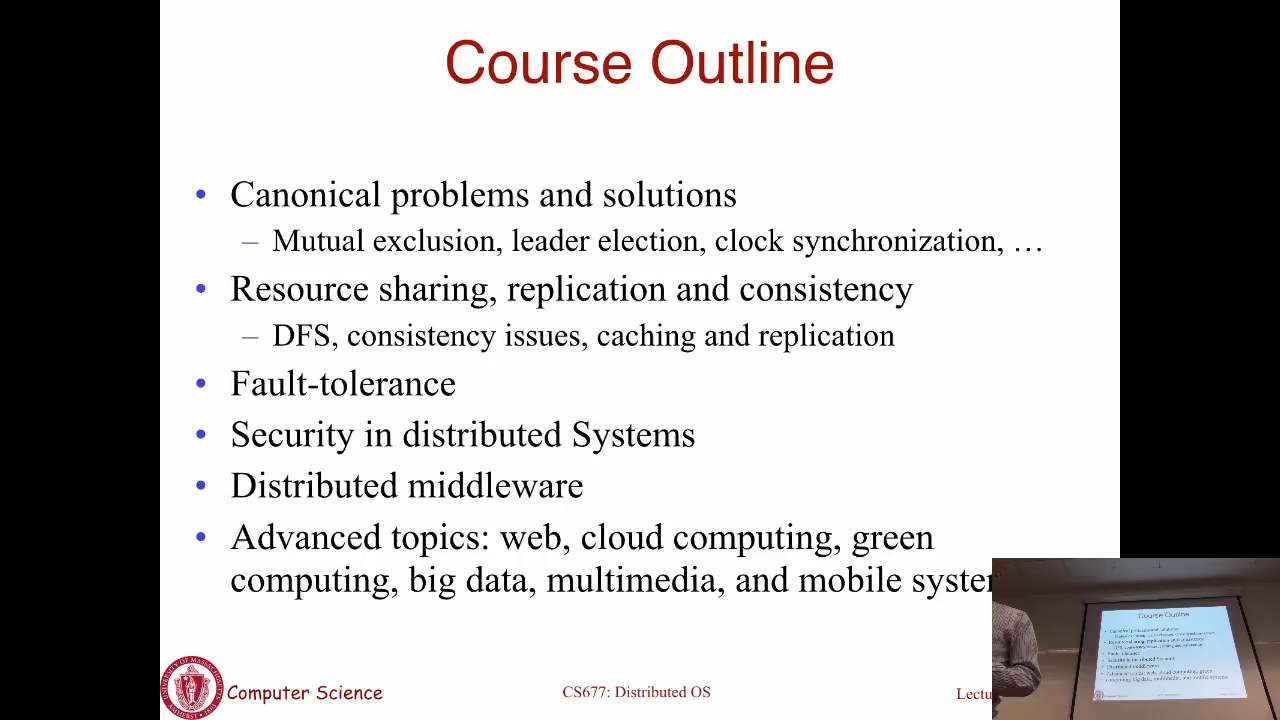 Course Outline
• Canonical problems and solutions
– Mutual exclusion, leader election, clock synchronization, …
• Resource sharing, replication and consistency
– DFS, consistency issues, caching and replication
• Fault-tolerance
• Security in distributed Systems
• Distributed middleware
• Advanced topics: web, cloud computing, green
computing, big data, multimedia, and mobile
Computer Science
CS677: Distributed OS
Course Outline